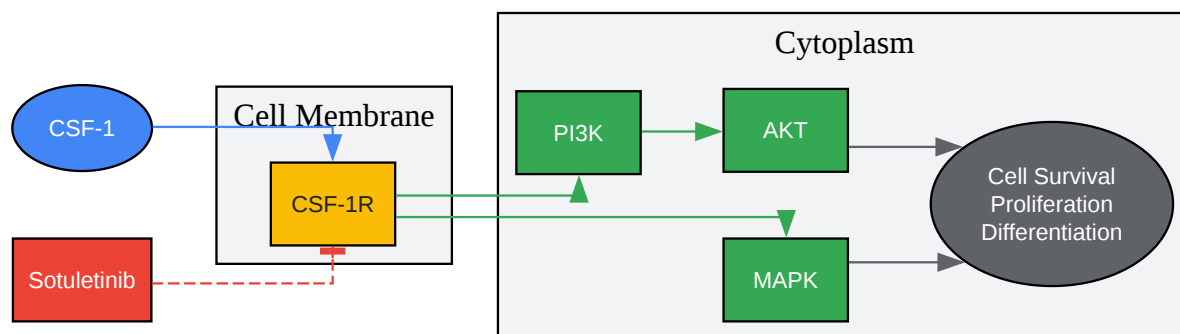 Cytoplasm
Cell Membrane
CSF-1
PI3K
AKT
CSF-1R
Cell Survival
Proliferation
Differentiation
Sotuletinib
MAPK